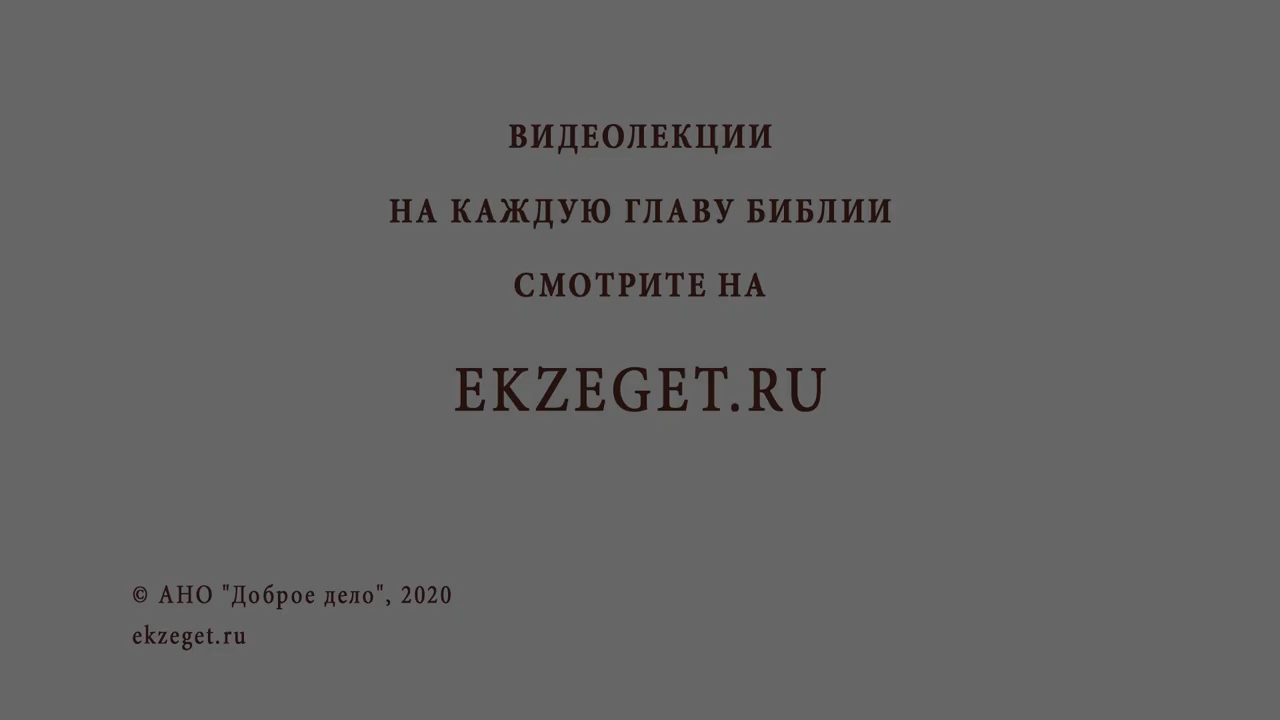 ВИДЕОЛЕКЦИИ
НА КАЖДУЮ ГЛАВУ БИБЛИИ
СМОТРИТЕ НА
EKZEGET.RU
© АНО "Доброе дело", 2020
ekzeget.ru